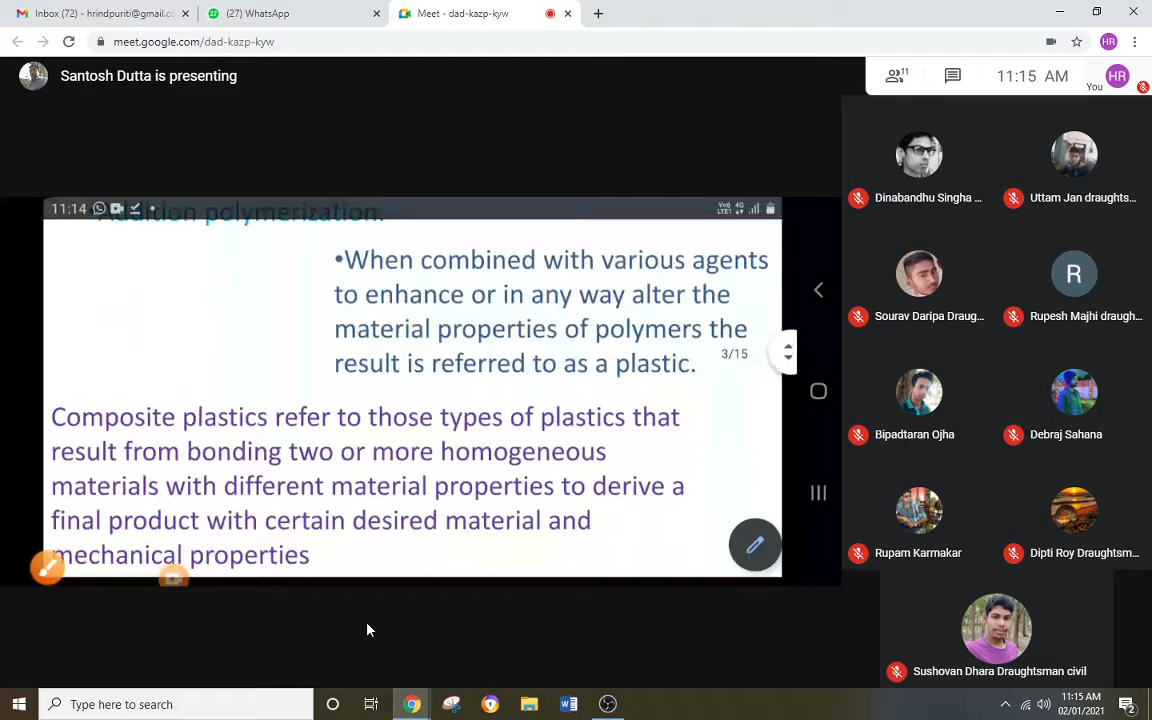 Inbox (72) - hrindpuriti@gmail.cc
(27) WhatsApp
Meet - dad-kazp-kyw
meet.google.com/dad-kazp-kyw
HR
Santosh Dutta is presenting
11
11:15 AM
You
HR
11:14
Addition polymerization.
•When combined with various agents
to enhance or in any way alter the
material properties of polymers the
result is referred to as a plastic.
3/15
Composite plastics refer to those types of plastics that
result from bonding two or more homogeneous
materials with different material properties to derive a
final product with certain desired material and
mechanical properties
Dinabandhu Singha ...
Uttam Jan draughts...
Sourav Daripa Draug...
R
Rupesh Majhi draugh...
Bipadtaran Ojha
Debraj Sahana
Rupam Karmakar
Dipti Roy Draughtsm...
Sushovan Dhara Draughtsman civil
Type here to search
11:15 AM
02/01/2021
2